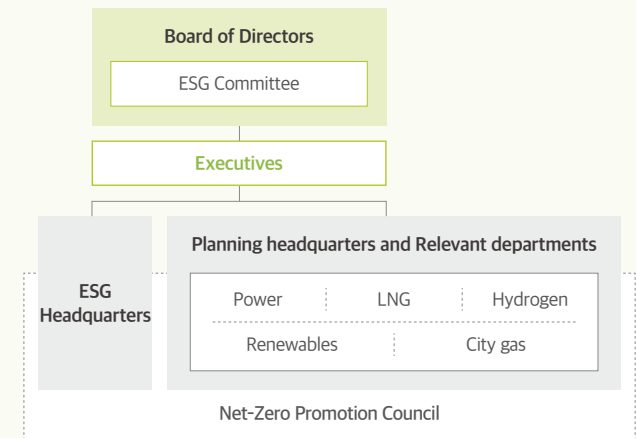 Board of Directors
ESG Committee
Executives
ESG
Headquarters
Planning headquarters and Relevant departments
Power LNG Hydrogen
Renewables City gas
Net-Zero Promotion Council